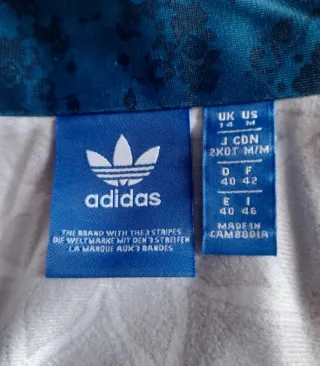 adidas
THE BRAND WITH THE 3 STRIPES
DIE WELTMARKE MIT DEN 3 STREIFEN
LA MARQUE AUX 3 BANDES
UK US
14 M
J CDN
2XOT M/M
D F
40 42
E I
40 46
MADE IN
CAMBODIA